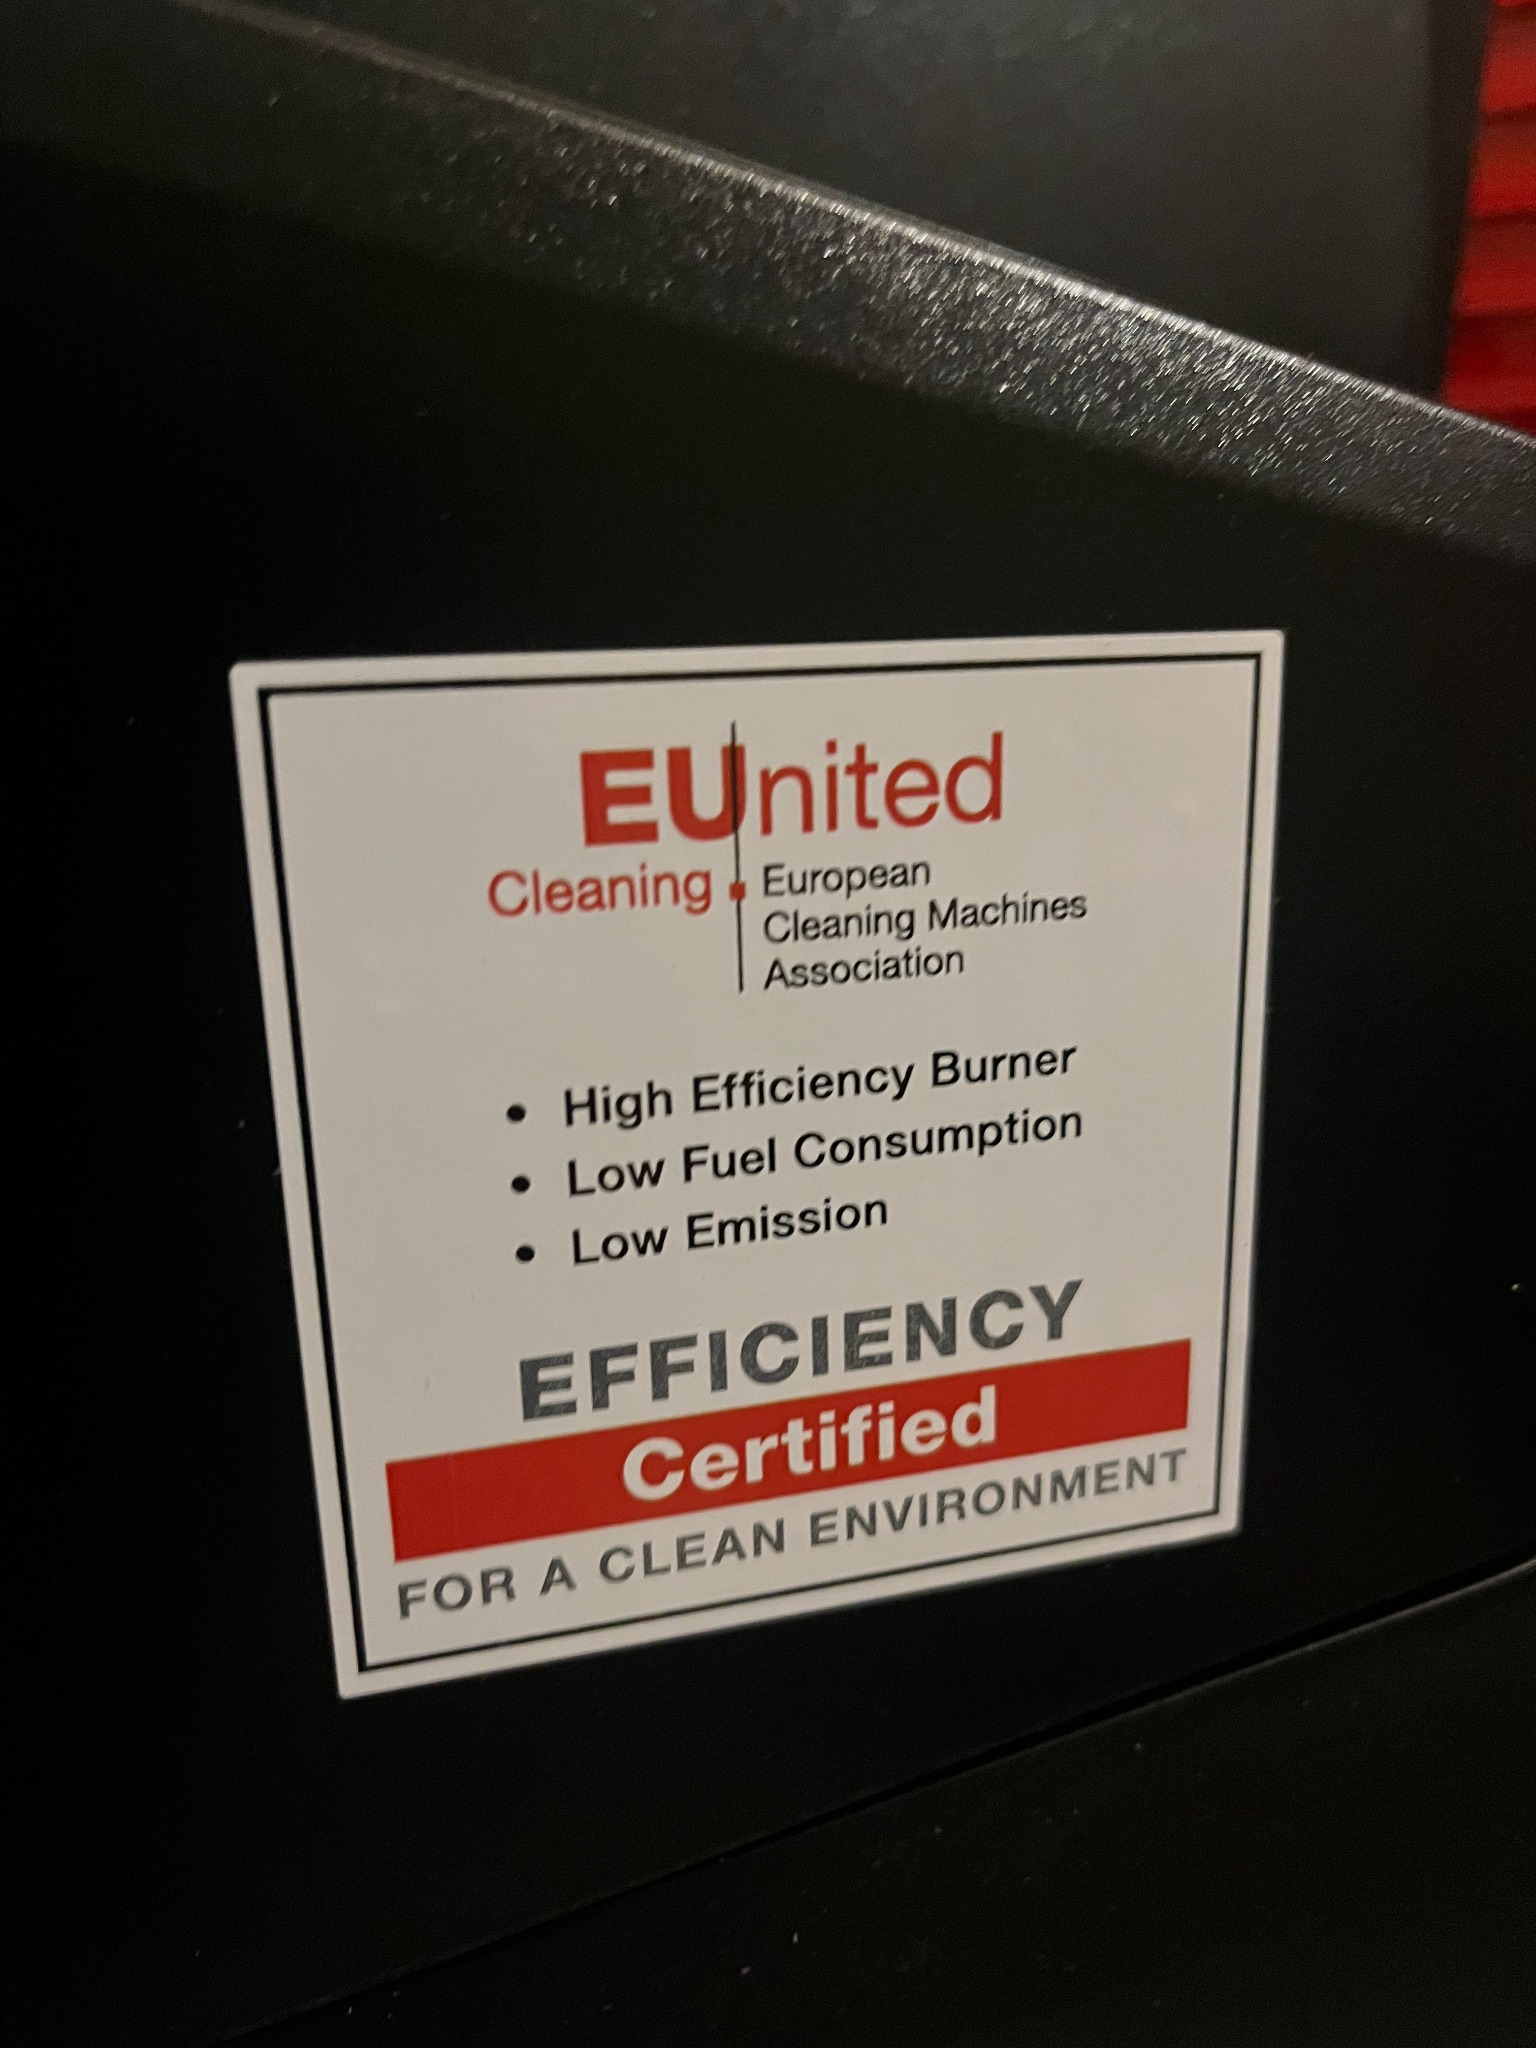 EUnited
Cleaning
European
Cleaning Machines
Association
• High Efficiency Burner
• Low Fuel Consumption
• Low Emission
EFFICIENCY
Certified
FOR A CLEAN ENVIRONMENT